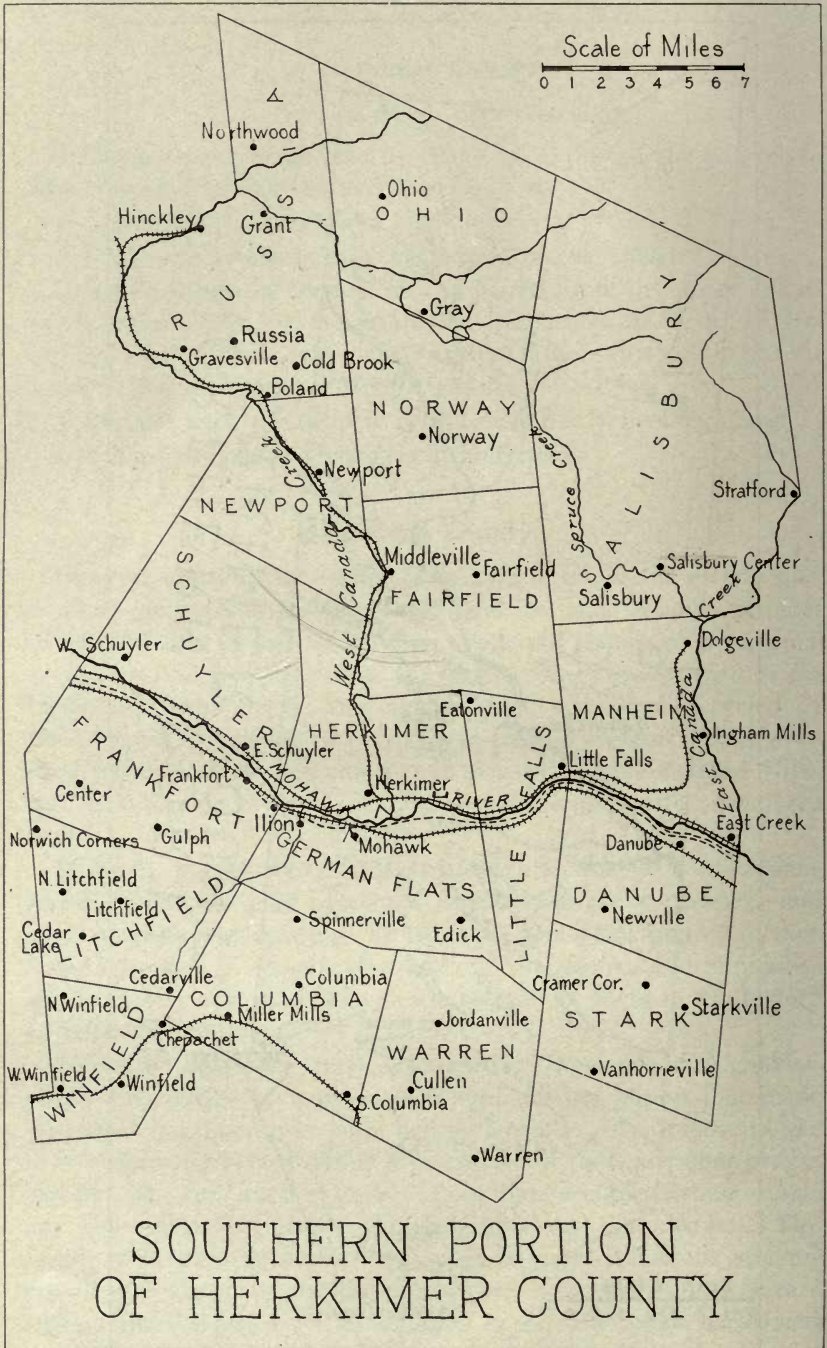 Scale of Miles
0 1 2 3 4 5 6 7
Northwood
RUSSIA
Ohio
OHIO
Hinckley
Grant
Gray
Russia
Gravesville
Cold Brook
Poland
NORWAY
Norway
SALISBURY
Spruce Creek
Stratford
Newport
NEWPORT
West Canada Creek
Middleville
Fairfield
FAIRFIELD
Salisbury Center
Salisbury
East Canada Creek
Dolgeville
SCHUYLER
W. Schuyler
Eatonville
MANHEIM
Ingham Mills
HERKIMER
E. Schuyler
Little Falls
FRANKFORT
Frankfort
MOHAWK RIVER
Herkimer
LITTLE FALLS
Center
Ilion
East Creek
Norwich Corners
Gulph
Mohawk
Danube
GERMAN FLATS
N. Litchfield
Litchfield
LITCHFIELD
DANUBE
Newville
Cedar
Lake
Spinnerville
Edick
Cedarville
Columbia
Cramer Cor.
N. Winfield
COLUMBIA
Miller Mills
Jordanville
STARK
Starkville
Chepachet
WARREN
W. Winfield
WINFIELD
Winfield
Cullen
Vanhorneville
S. Columbia
Warren
SOUTHERN PORTION
OF HERKIMER COUNTY